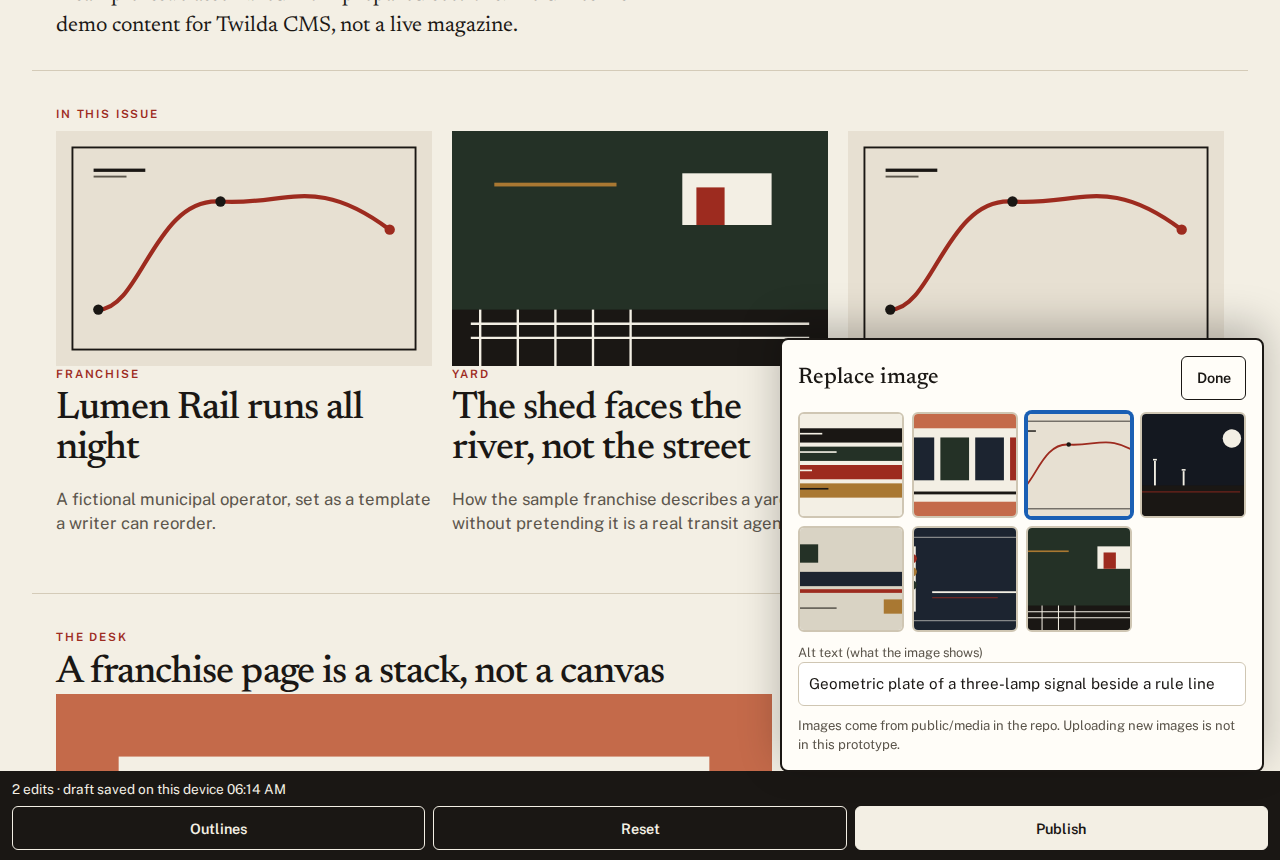 demo content for Twilda CMS, not a live magazine.
IN THIS ISSUE
FRANCHISE
Lumen Rail runs all
night
A fictional municipal operator, set as a template
a writer can reorder.
YARD
The shed faces the
river, not the street
How the sample franchise describes a
without pretending it is a real transit
THE DESK
A franchise page is a stack, not a canvas
Replace image
Done
Alt text (what the image shows)
Geometric plate of a three-lamp signal beside a rule line
Images come from public/media in the repo. Uploading new images is not
in this prototype.
2 edits · draft saved on this device 06:14 AM
Outlines
Reset
Publish